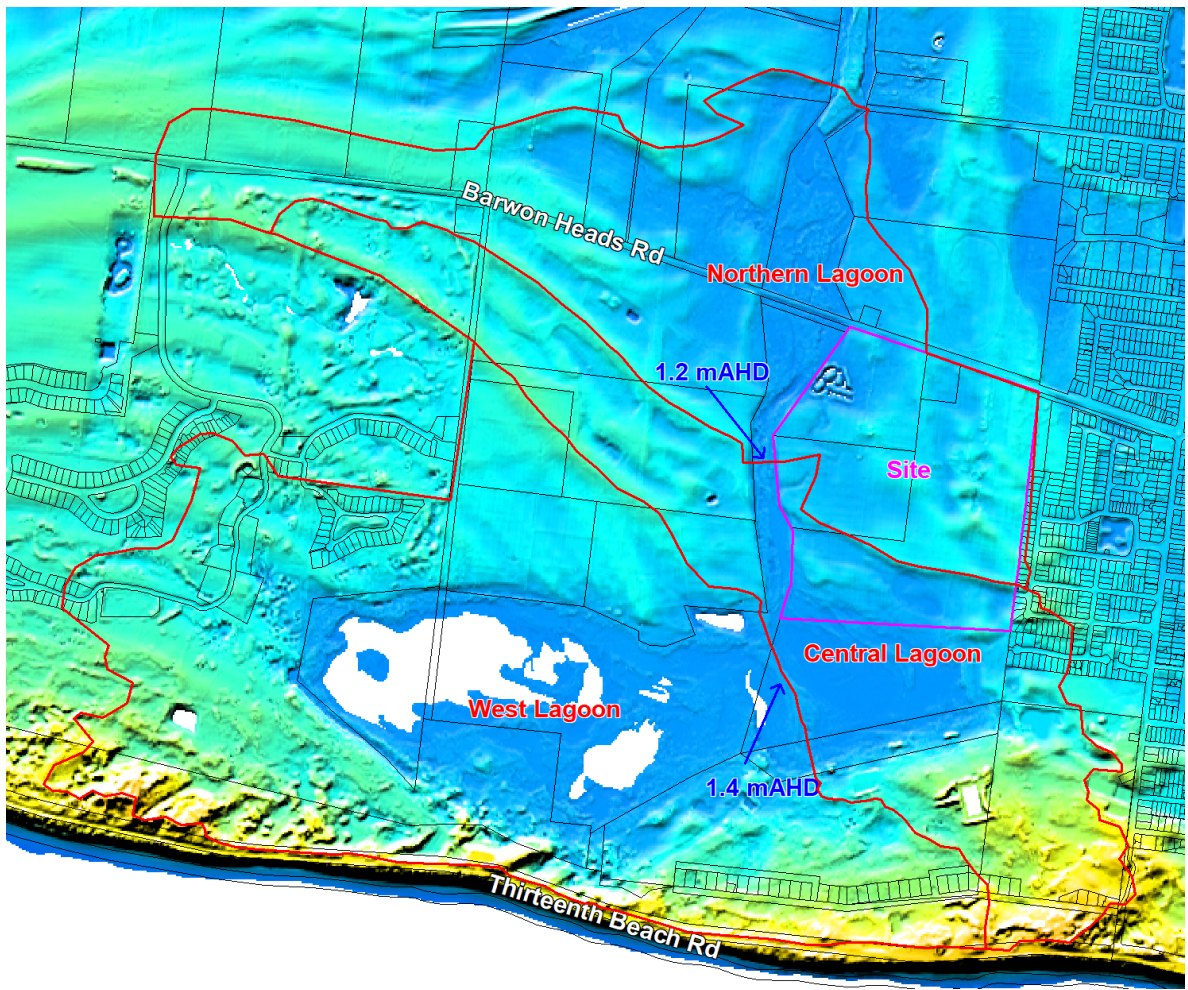 Barwon Heads Rd
Northern Lagoon
1.2 mAHD
Site
Central Lagoon
West Lagoon
1.4 mAHD
Thirteenth Beach Rd